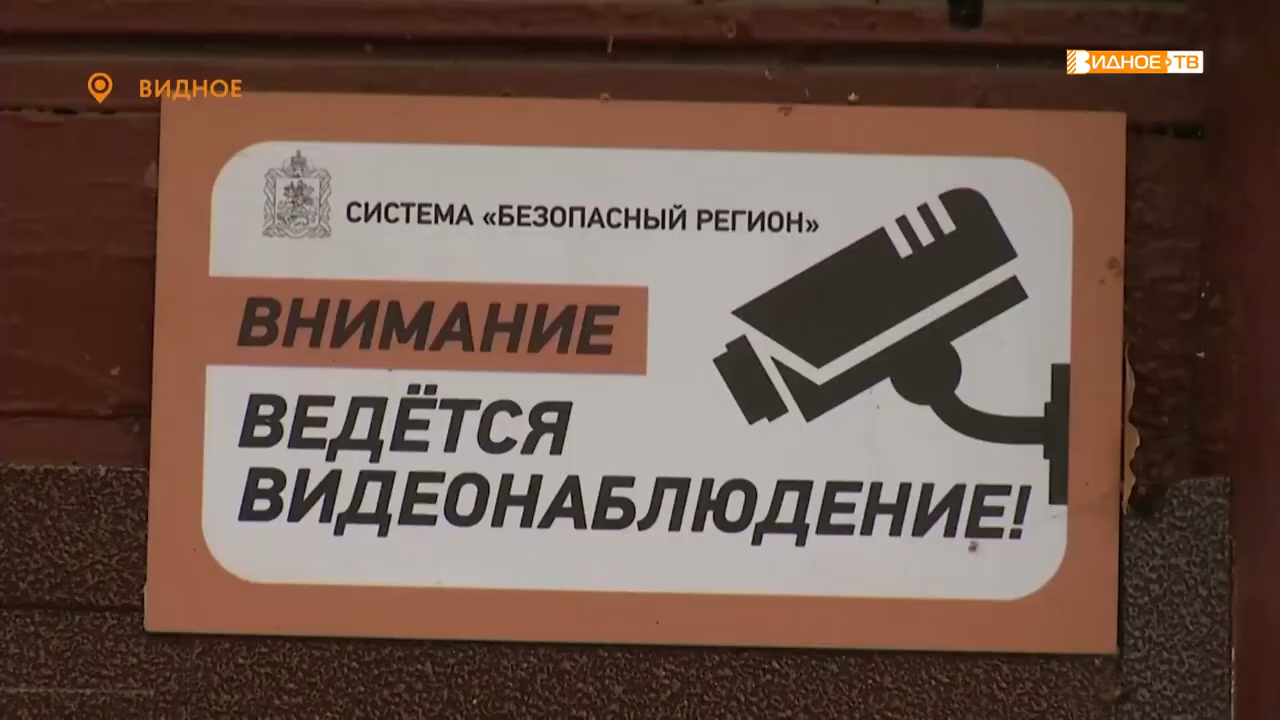 ВИДНОЕ
ВИДНОЕ ТВ
СИСТЕМА «БЕЗОПАСНЫЙ РЕГИОН»
ВНИМАНИЕ
ВЕДЁТСЯ
ВИДЕОНАБЛЮДЕНИЕ!